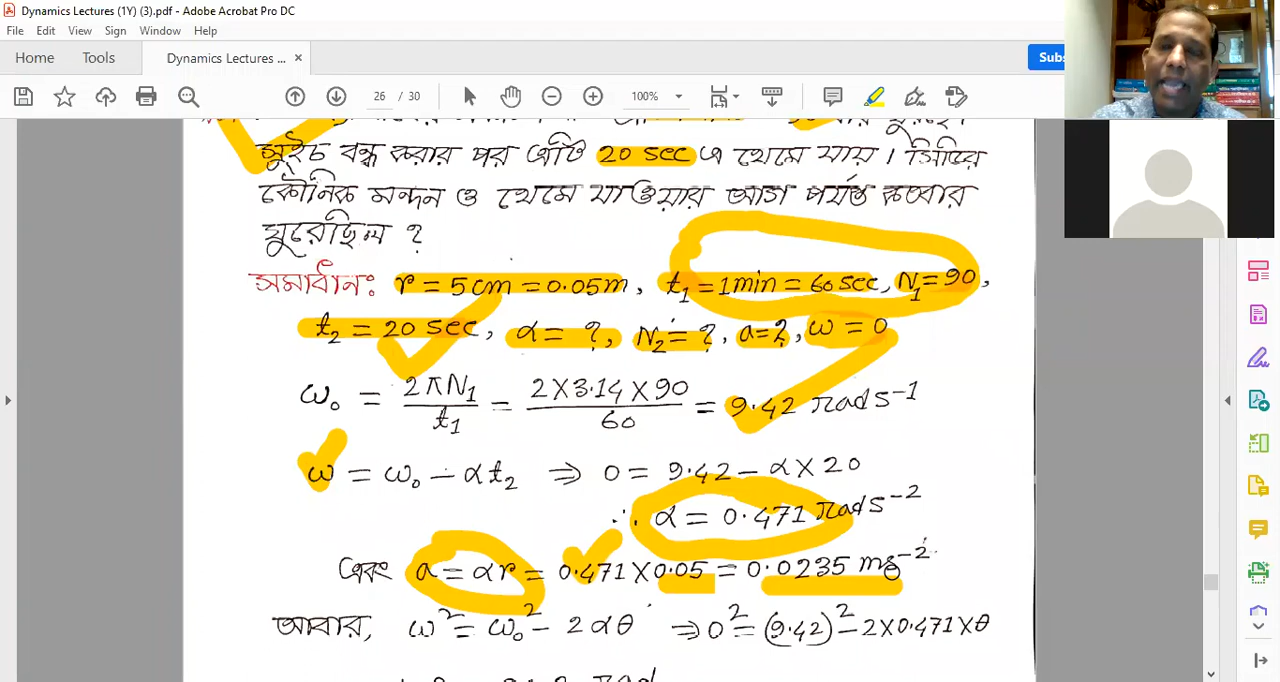 Dynamics Lectures (1Y) (3).pdf - Adobe Acrobat Pro DC
File Edit View Sign Window Help
Home Tools Dynamics Lectures ... × Subs
26 / 30 100%
সুইচ বন্ধ করার পর এটি 20 sec এ থেমে যায়। সিডির
কৌনিক মন্দন ও থেমে যাওয়ার আগ পর্যন্ত কতবার
ঘুরেছিল ?
সমাধান: r = 5cm = 0.05m, t₁ = 1min = 60 sec, N₁ = 90,
t₂ = 20 sec, α = ?, N₂ = ?, a = ?, ω = 0
ω₀ = 2πN₁/t₁ = 2×3.14×90/60 = 9.42 rad s⁻¹
ω = ω₀ − αt₂ ⇒ 0 = 9.42 − α×20
∴ α = 0.471 rad s⁻²
এবং a = αr = 0.471×0.05 = 0.0235 ms⁻²
আবার, ω² = ω₀² − 2αθ ⇒ 0² = (9.42)² − 2×0.471×θ